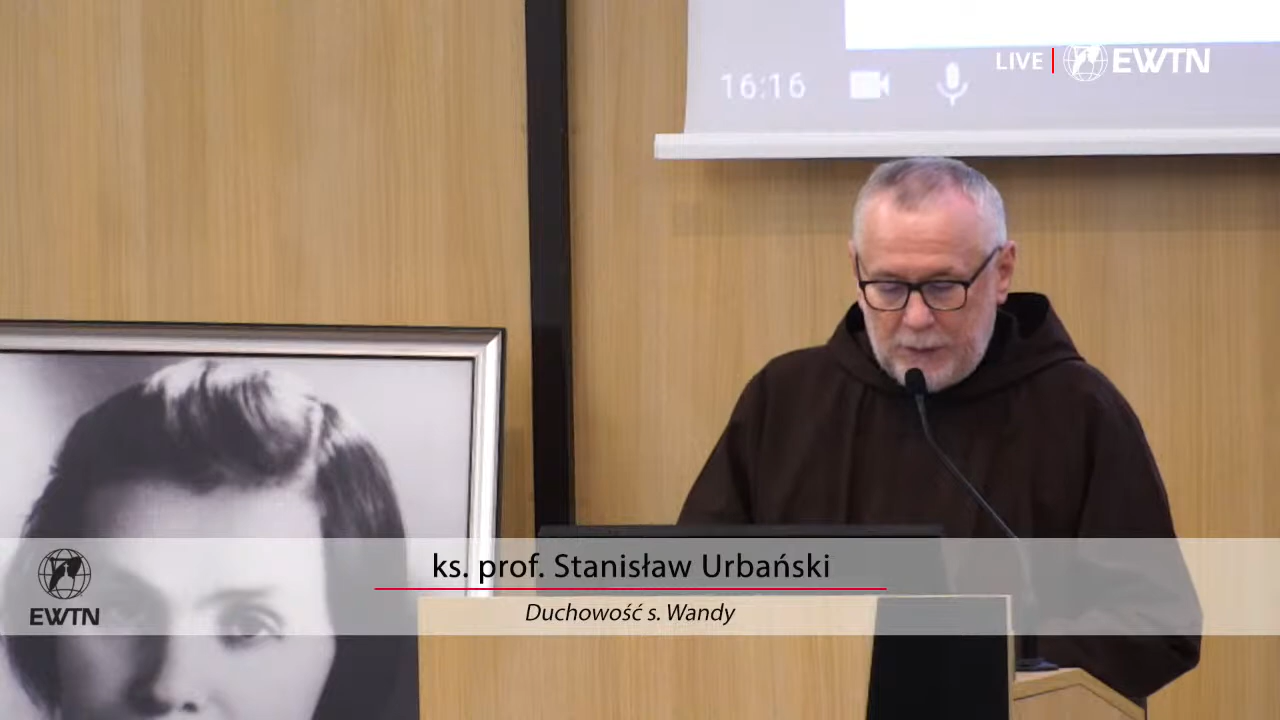 LIVE | EWTN
16:16
ks. prof. Stanisław Urbański
Duchowość s. Wandy
EWTN